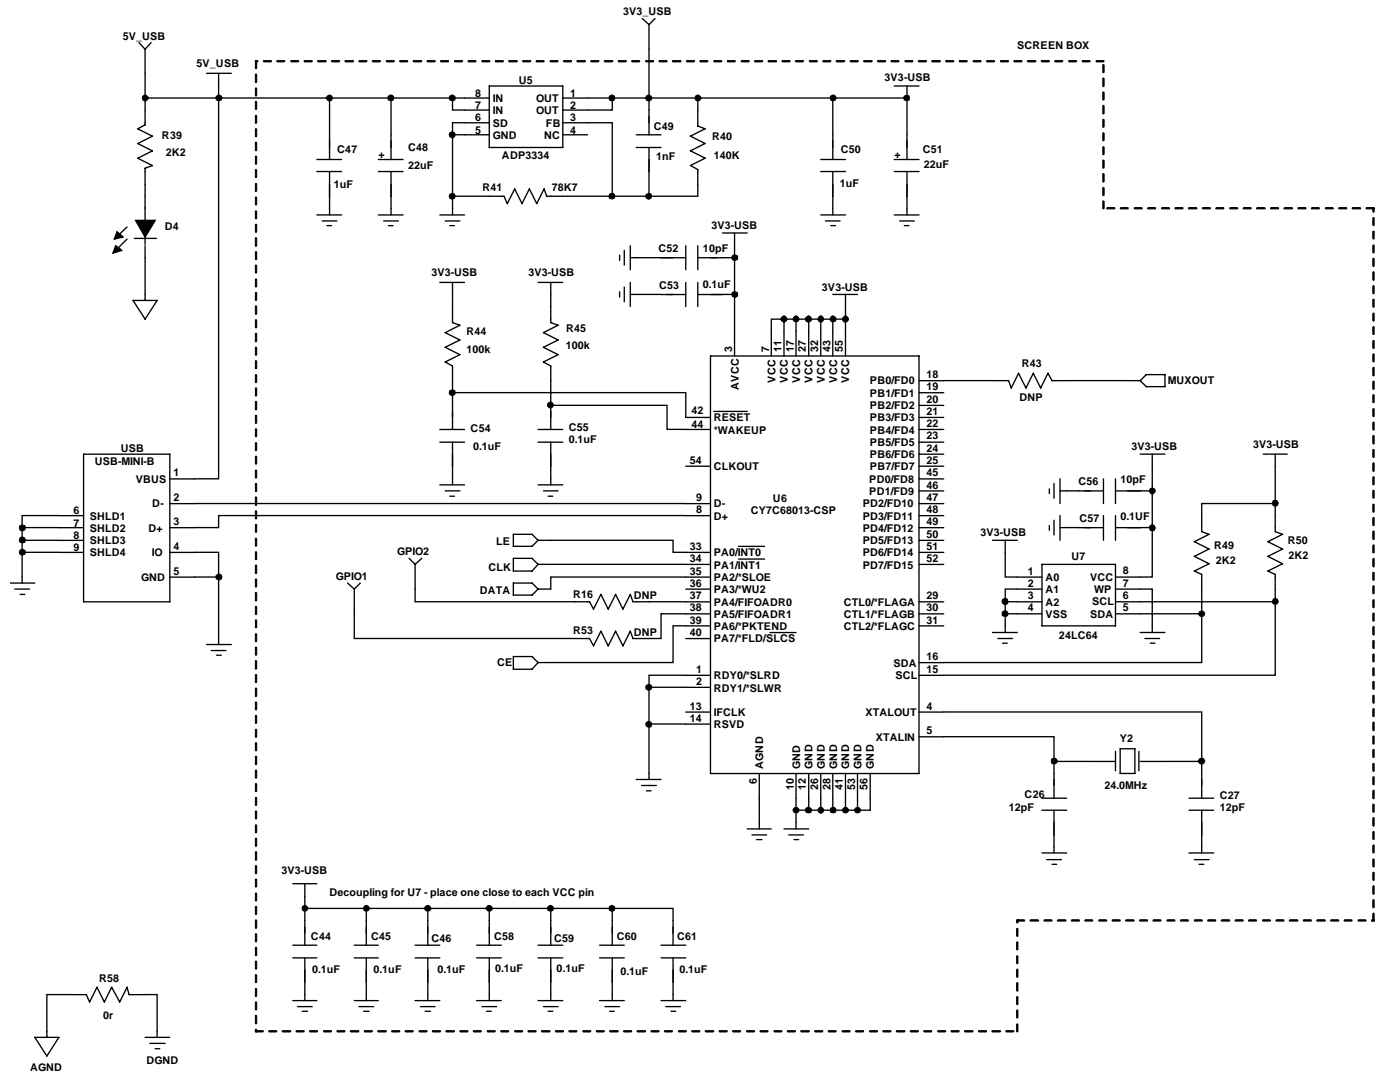 3V3_USB
5V_USB
SCREEN BOX
5V_USB
3V3-USB
U5
8 IN OUT 1
7 IN OUT 2
6 SD FB 3
5 GND NC 4
ADP3334
R39
2K2
C47
1uF
C48
+
22uF
C49
1nF
R40
140K
C50
1uF
C51
+
22uF
R41 78K7
D4
3V3-USB
C52 10pF
C53 0.1uF
3V3-USB
3V3-USB
3V3-USB
R44
100k
R45
100k
3 AVCC
7 VCC
11 VCC
17 VCC
27 VCC
32 VCC
43 VCC
55 VCC
C54
0.1uF
C55
0.1uF
42 RESET
44 *WAKEUP
54 CLKOUT
9 D-
8 D+
33 PA0/INT0
34 PA1/INT1
35 PA2/*SLOE
36 PA3/*WU2
37 PA4/FIFOADR0
38 PA5/FIFOADR1
39 PA6/*PKTEND
40 PA7/*FLD/SLCS
1 RDY0/*SLRD
2 RDY1/*SLWR
13 IFCLK
14 RSVD
U6
CY7C68013-CSP
PB0/FD0 18
PB1/FD1 19
PB2/FD2 20
PB3/FD3 21
PB4/FD4 22
PB5/FD5 23
PB6/FD6 24
PB7/FD7 25
PD0/FD8 45
PD1/FD9 46
PD2/FD10 47
PD3/FD11 48
PD4/FD12 49
PD5/FD13 50
PD6/FD14 51
PD7/FD15 52
CTL0/*FLAGA 29
CTL1/*FLAGB 30
CTL2/*FLAGC 31
SDA 16
SCL 15
XTALOUT 4
XTALIN 5
AGND 6
GND 10
GND 12
GND 26
GND 28
GND 41
GND 53
GND 56
R43
DNP
MUXOUT
USB
USB-MINI-B
VBUS 1
D- 2
D+ 3
IO 4
GND 5
6 SHLD1
7 SHLD2
8 SHLD3
9 SHLD4
LE
CLK
DATA
GPIO2
GPIO1
R16 DNP
R53 DNP
CE
3V3-USB
3V3-USB
C56 10pF
C57 0.1UF
3V3-USB
U7
1 A0 VCC 8
2 A1 WP 7
3 A2 SCL 6
4 VSS SDA 5
24LC64
R49
2K2
R50
2K2
Y2
24.0MHz
C26
12pF
C27
12pF
3V3-USB
Decoupling for U7 - place one close to each VCC pin
C44
0.1uF
C45
0.1uF
C46
0.1uF
C58
0.1uF
C59
0.1uF
C60
0.1uF
C61
0.1uF
R58
0r
AGND
DGND